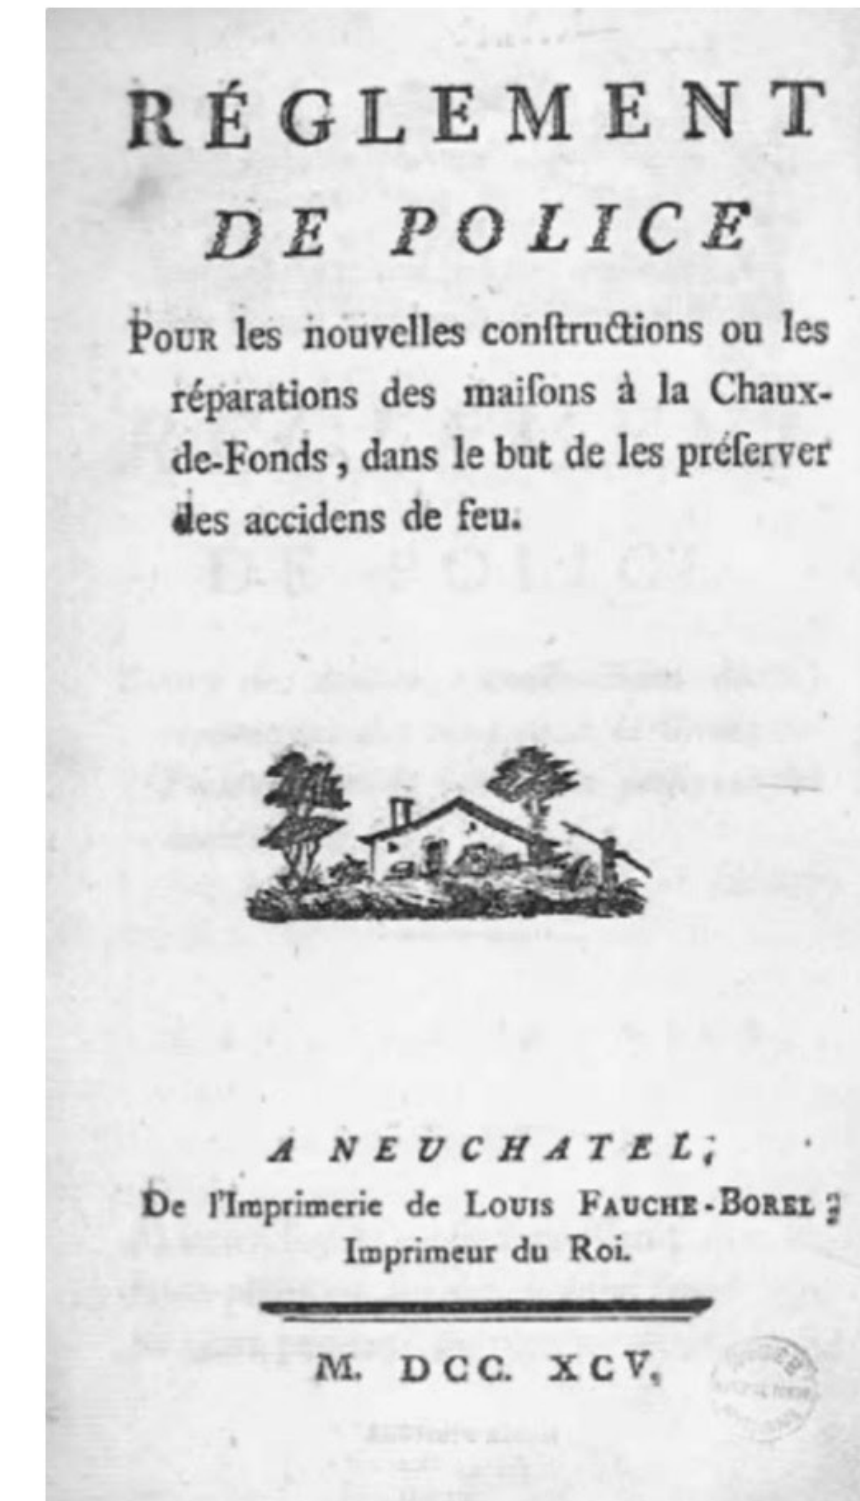 RÉGLEMENT
DE POLICE
POUR les nouvelles conſtructions ou les
réparations des maiſons à la Chaux-
de-Fonds, dans le but de les préſerver
des accidens de feu.
A NEUCHATEL,
De l'Imprimerie de LOUIS FAUCHE-BOREL,
Imprimeur du Roi.
M. DCC. XCV.